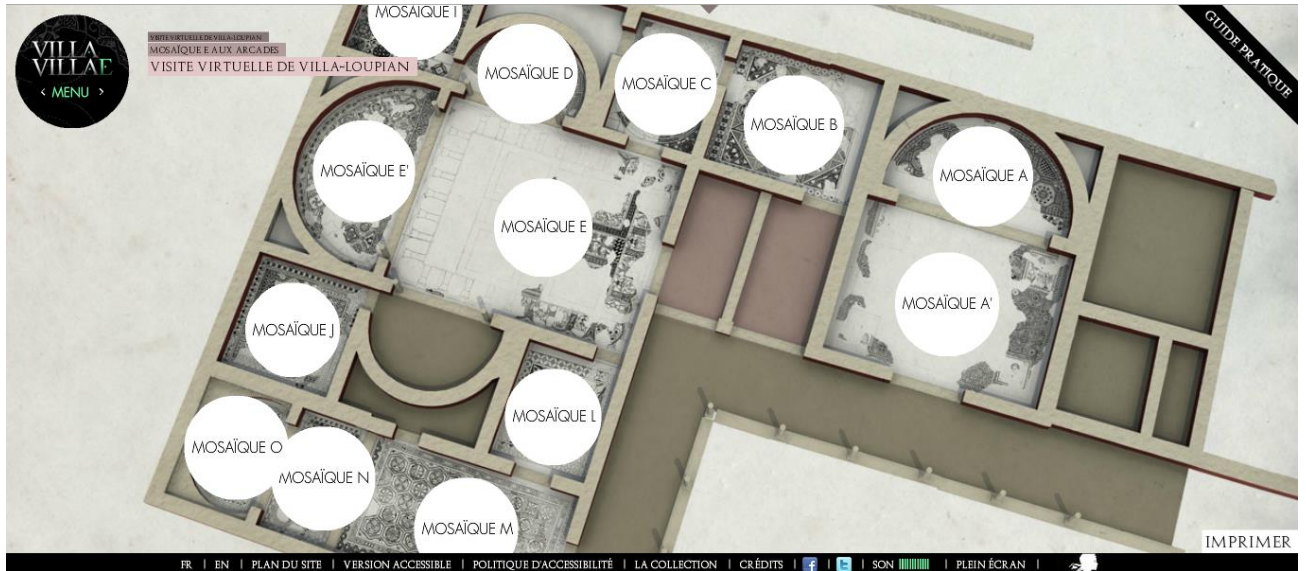 VILLA
VILLAE
‹ MENU ›
VISITE VIRTUELLE DE VILLA-LOUPIAN
MOSAÏQUE E AUX ARCADES
VISITE VIRTUELLE DE VILLA-LOUPIAN
GUIDE PRATIQUE
MOSAÏQUE I
MOSAÏQUE D
MOSAÏQUE C
MOSAÏQUE B
MOSAÏQUE E'
MOSAÏQUE A
MOSAÏQUE E
MOSAÏQUE A'
MOSAÏQUE J
MOSAÏQUE L
MOSAÏQUE O
MOSAÏQUE N
MOSAÏQUE M
IMPRIMER
FR | EN | PLAN DU SITE | VERSION ACCESSIBLE | POLITIQUE D'ACCESSIBILITÉ | LA COLLECTION | CRÉDITS | f | t | SON | PLEIN ÉCRAN |